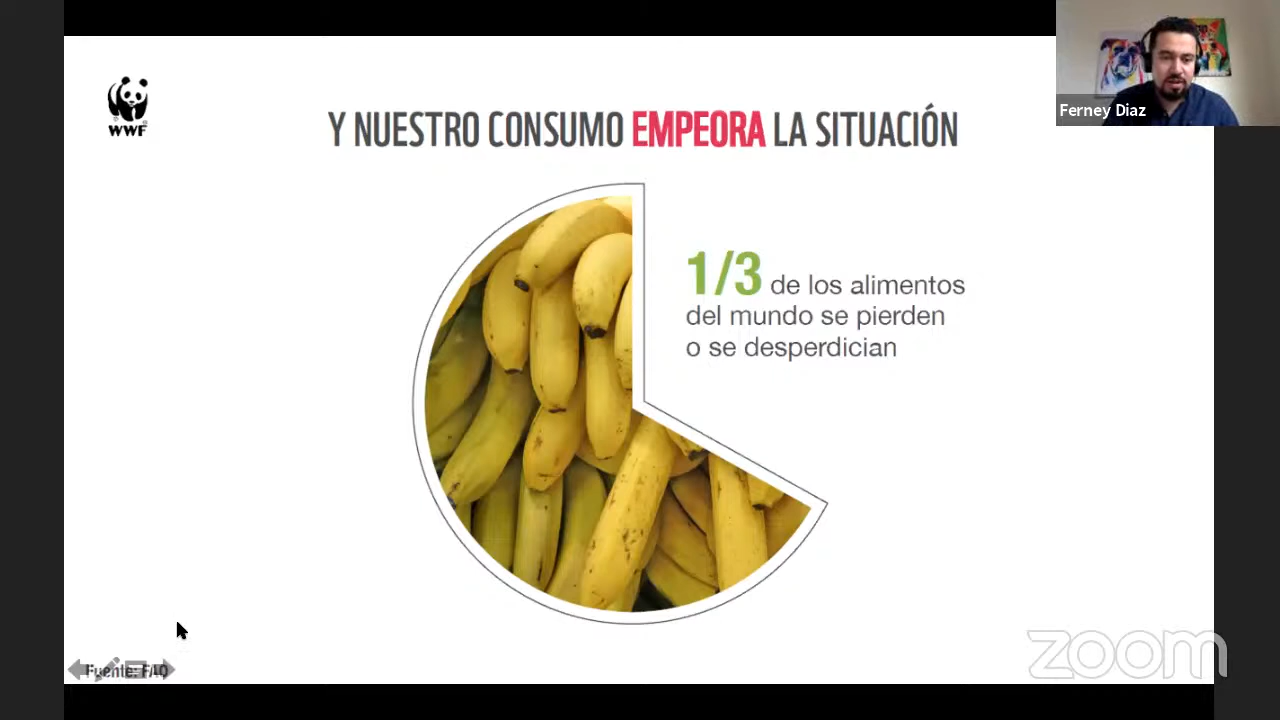 Ferney Diaz
WWF
Y NUESTRO CONSUMO EMPEORA LA SITUACIÓN
1/3 de los alimentos
del mundo se pierden
o se desperdician
Fuente: FAO
zoom